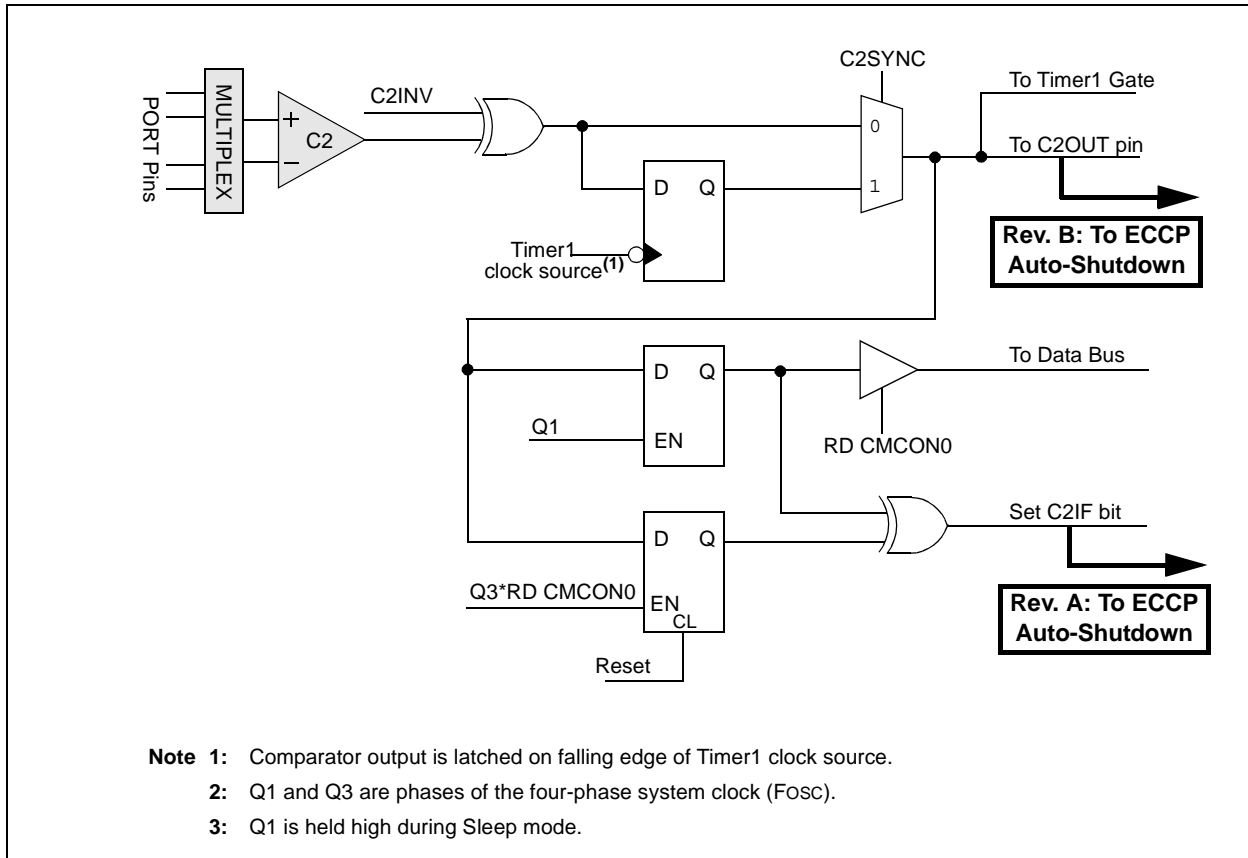 C2SYNC
PORT Pins
MULTIPLEX
+
−
C2
C2INV
0
1
To Timer1 Gate
To C2OUT pin
Rev. B: To ECCP
Auto-Shutdown
D Q
Timer1
clock source(1)
D Q
EN
Q1
To Data Bus
RD CMCON0
D Q
EN
CL
Q3*RD CMCON0
Reset
Set C2IF bit
Rev. A: To ECCP
Auto-Shutdown
Note 1: Comparator output is latched on falling edge of Timer1 clock source.
2: Q1 and Q3 are phases of the four-phase system clock (FOSC).
3: Q1 is held high during Sleep mode.